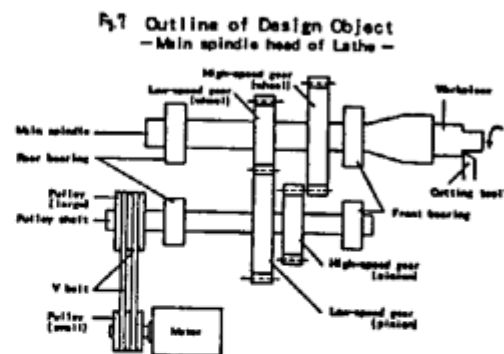 Fig.7 Outline of Design Object
— Main spindle head of Lathe —
High-speed gear
(wheel)
Low-speed gear
(wheel)
Workpiece
Main spindle
Rear bearing
Pulley
(large)
Pulley shaft
Cutting tool
Front bearing
V belt
High-speed gear
(pinion)
Pulley
(small)
Motor
Low-speed gear
(pinion)